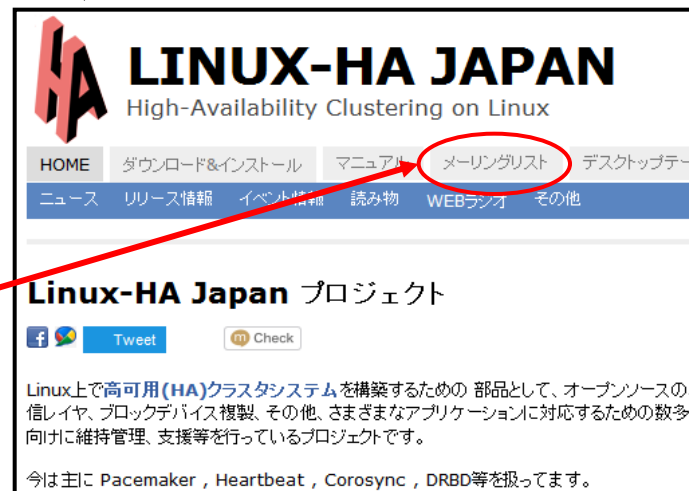 HA
LINUX-HA JAPAN
High-Availability Clustering on Linux
HOME ダウンロード&インストール マニュアル メーリングリスト デスクトップテー
ニュース リリース情報 イベント情報 読み物 WEBラジオ その他
Linux-HA Japan プロジェクト
Tweet Check
Linux上で高可用(HA)クラスタシステムを構築するための 部品として、オープンソースの、
信レイヤ、ブロックデバイス複製、その他、さまざまなアプリケーションに対応するための数多
向けに維持管理、支援等を行っているプロジェクトです。
今は主に Pacemaker , Heartbeat , Corosync , DRBD等を扱ってます。